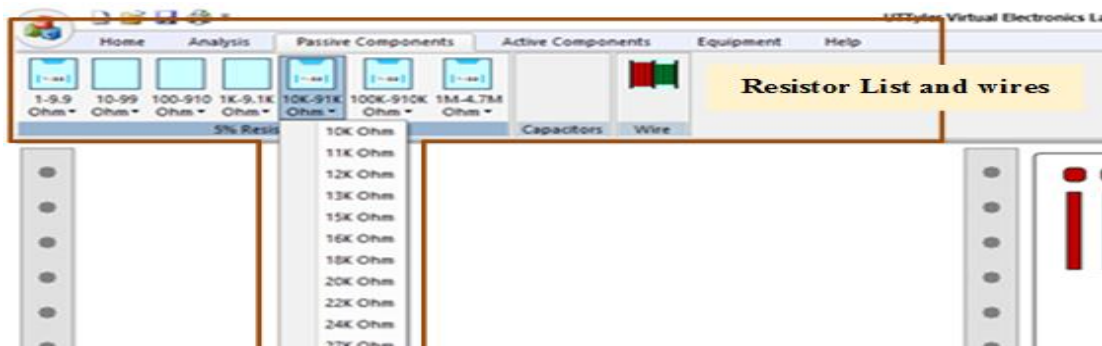 UTTyler Virtual Electronics La
Home Analysis Passive Components Active Components Equipment Help
1-9.9 Ohm
10-99 Ohm
100-910 Ohm
1K-9.1K Ohm
10K-91K Ohm
100K-910K Ohm
1M-4.7M Ohm
Resistor List and wires
5% Resis
Capacitors
Wire
10K Ohm
11K Ohm
12K Ohm
13K Ohm
15K Ohm
16K Ohm
18K Ohm
20K Ohm
22K Ohm
24K Ohm
27K Ohm